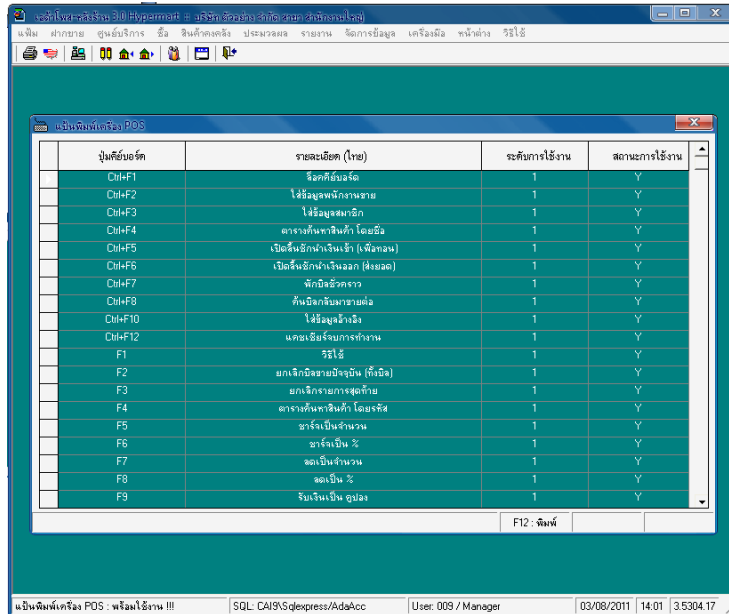 เอด้าโพส+หลังร้าน 3.0 Hypermart :: บริษัท ตัวอย่าง จำกัด สาขา สำนักงานใหญ่
แฟ้ม ฝากขาย ศูนย์บริการ ซื้อ สินค้าคงคลัง ประมวลผล รายงาน จัดการข้อมูล เครื่องมือ หน้าต่าง วิธีใช้
แป้นพิมพ์เครื่อง POS
ปุ่มคีย์บอร์ด รายละเอียด (ไทย) ระดับการใช้งาน สถานะการใช้งาน
Ctrl+F1 ล็อคคีย์บอร์ด 1 Y
Ctrl+F2 ใส่ข้อมูลพนักงานขาย 1 Y
Ctrl+F3 ใส่ข้อมูลสมาชิก 1 Y
Ctrl+F4 ตารางค้นหาสินค้า โดยชื่อ 1 Y
Ctrl+F5 เปิดลิ้นชักนำเงินเข้า (เพื่อทอน) 1 Y
Ctrl+F6 เปิดลิ้นชักนำเงินออก (ส่งยอด) 1 Y
Ctrl+F7 พักบิลชั่วคราว 1 Y
Ctrl+F8 ค้นบิลกลับมาขายต่อ 1 Y
Ctrl+F10 ใส่ข้อมูลอ้างอิง 1 Y
Ctrl+F12 แคชเชียร์จบการทำงาน 1 Y
F1 วิธีใช้ 1 Y
F2 ยกเลิกบิลขายปัจจุบัน (ทั้งบิล) 1 Y
F3 ยกเลิกรายการสุดท้าย 1 Y
F4 ตารางค้นหาสินค้า โดยรหัส 1 Y
F5 ชาร์จเป็นจำนวน 1 Y
F6 ชาร์จเป็น % 1 Y
F7 ลดเป็นจำนวน 1 Y
F8 ลดเป็น % 1 Y
F9 รับเงินเป็น คูปอง 1 Y
F12 : พิมพ์
แป้นพิมพ์เครื่อง POS : พร้อมใช้งาน !!! SQL: CAI9\Sqlexpress/AdaAcc User: 009 / Manager 03/08/2011 14:01 3.5304.17